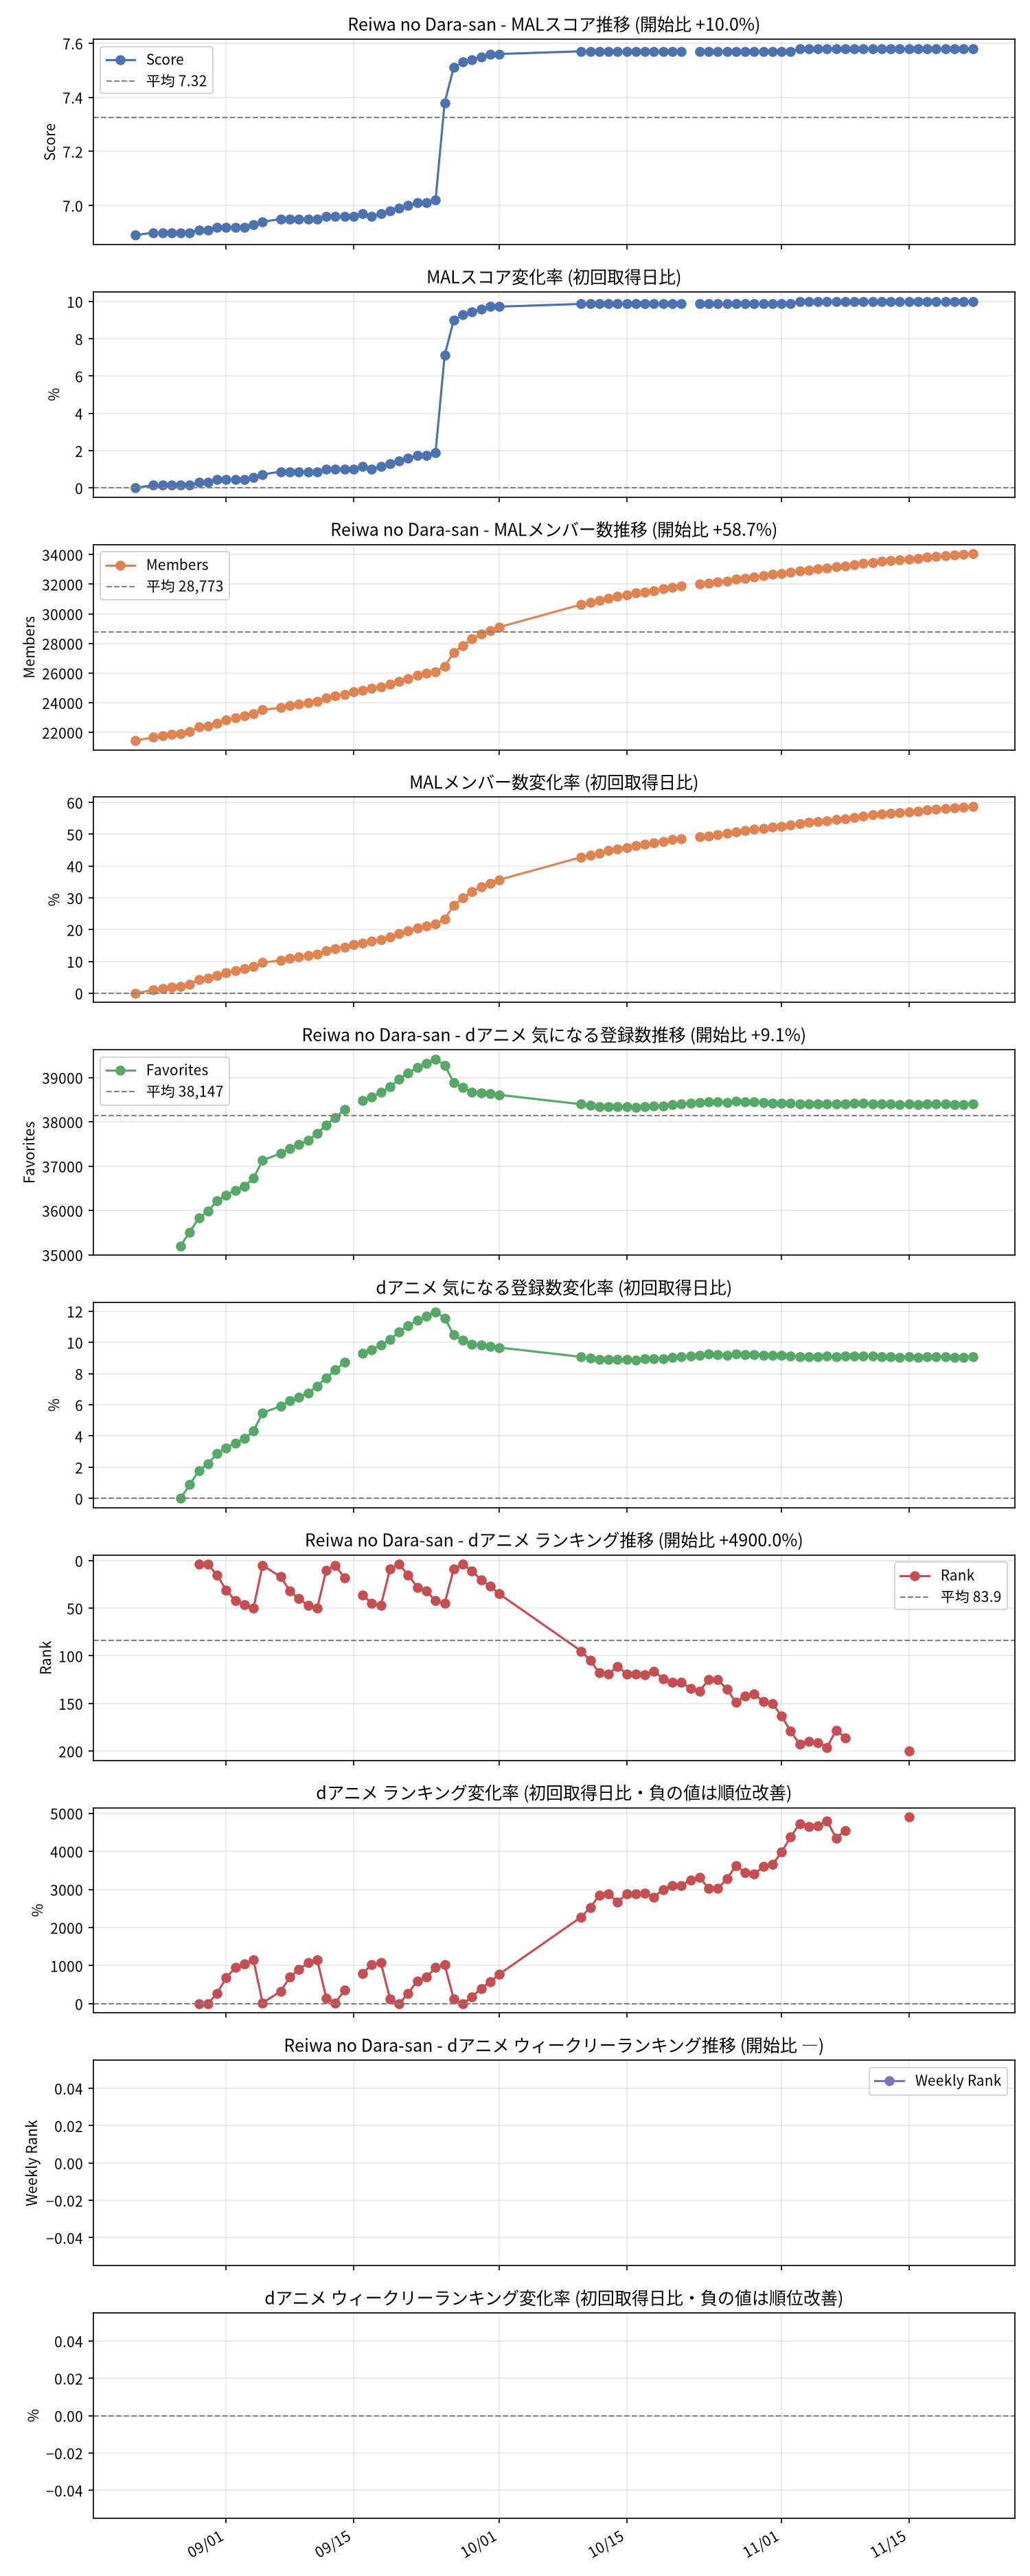 Reiwa no Dara-san - MALスコア推移 (開始比 +10.0%)
Score
平均 7.32
Score
7.6
7.4
7.2
7.0
MALスコア変化率 (初回取得日比)
%
10
8
6
4
2
0
Reiwa no Dara-san - MALメンバー数推移 (開始比 +58.7%)
Members
平均 28,773
Members
34000
32000
30000
28000
26000
24000
22000
MALメンバー数変化率 (初回取得日比)
%
60
50
40
30
20
10
0
Reiwa no Dara-san - dアニメ 気になる登録数推移 (開始比 +9.1%)
Favorites
平均 38,147
Favorites
39000
38000
37000
36000
35000
dアニメ 気になる登録数変化率 (初回取得日比)
%
12
10
8
6
4
2
0
Reiwa no Dara-san - dアニメ ランキング推移 (開始比 +4900.0%)
Rank
平均 83.9
Rank
0
50
100
150
200
dアニメ ランキング変化率 (初回取得日比・負の値は順位改善)
%
5000
4000
3000
2000
1000
0
Reiwa no Dara-san - dアニメ ウィークリーランキング推移 (開始比 —)
Weekly Rank
Weekly Rank
0.04
0.02
0.00
−0.02
−0.04
dアニメ ウィークリーランキング変化率 (初回取得日比・負の値は順位改善)
%
0.04
0.02
0.00
−0.02
−0.04
09/01
09/15
10/01
10/15
11/01
11/15